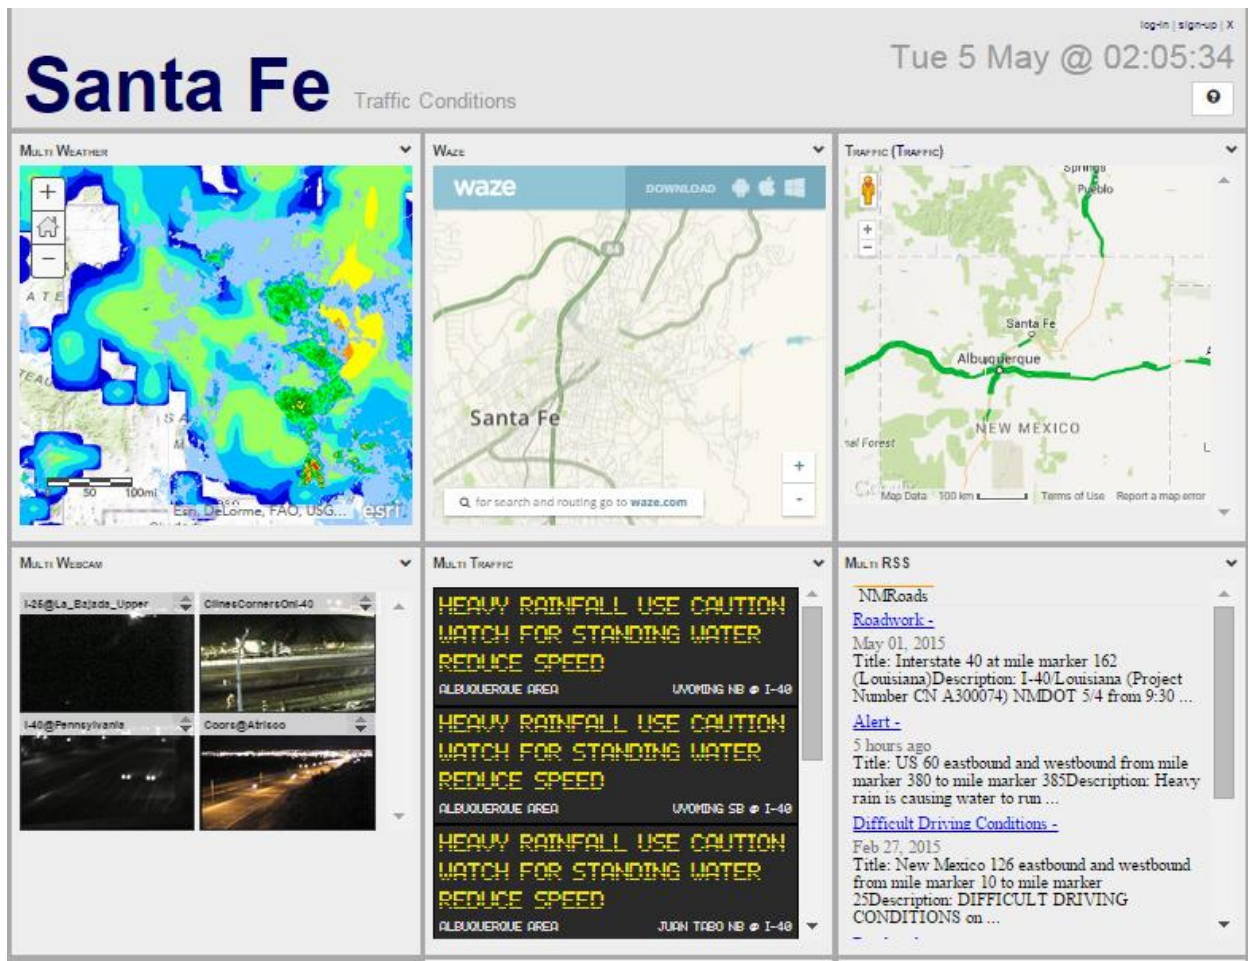 log-in | sign-up | X
Santa Fe Traffic Conditions
Tue 5 May @ 02:05:34
Multi Weather
+
−
ATE
50 100mi
Esri, DeLorme, FAO, USG...
esri
Waze
waze
DOWNLOAD
Santa Fe
+
-
for search and routing go to waze.com
Traffic (Traffic)
Springs
Pueblo
+
−
Santa Fe
Albuquerque
NEW MEXICO
nal Forest
Map Data 100 km Terms of Use Report a map error
Multi Webcam
I-25@La_Bajada_Upper
ClinesCornersOnI-40
I-40@Pennsylvania
Coors@Atrisco
Multi Traffic
HEAVY RAINFALL USE CAUTION
WATCH FOR STANDING WATER
REDUCE SPEED
ALBUQUERQUE AREA WYOMING NB @ I-40
HEAVY RAINFALL USE CAUTION
WATCH FOR STANDING WATER
REDUCE SPEED
ALBUQUERQUE AREA WYOMING SB @ I-40
HEAVY RAINFALL USE CAUTION
WATCH FOR STANDING WATER
REDUCE SPEED
ALBUQUERQUE AREA JUAN TABO NB @ I-40
Multi RSS
NMRoads
Roadwork -
May 01, 2015
Title: Interstate 40 at mile marker 162
(Louisiana)Description: I-40/Louisiana (Project
Number CN A300074) NMDOT 5/4 from 9:30 ...
Alert -
5 hours ago
Title: US 60 eastbound and westbound from mile
marker 380 to mile marker 385Description: Heavy
rain is causing water to run ...
Difficult Driving Conditions -
Feb 27, 2015
Title: New Mexico 126 eastbound and westbound
from mile marker 10 to mile marker
25Description: DIFFICULT DRIVING
CONDITIONS on ...